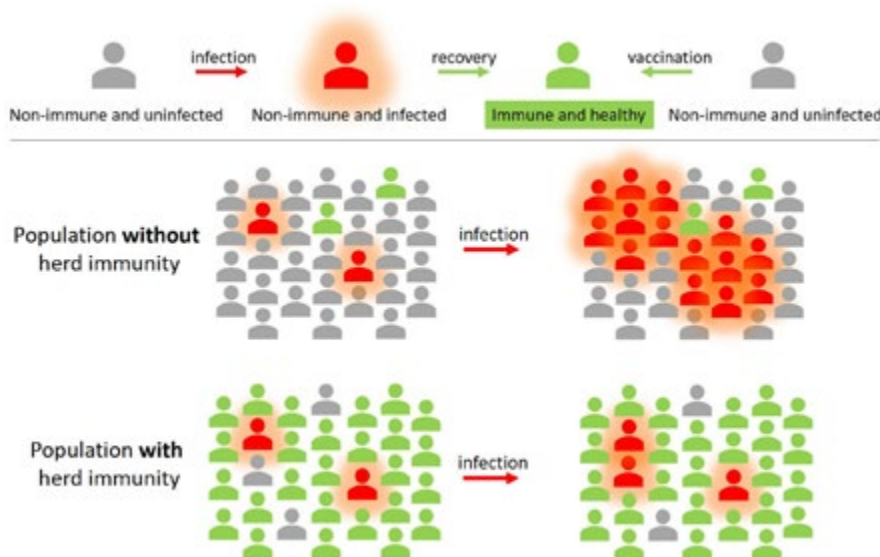 infection
recovery
vaccination
Non-immune and uninfected
Non-immune and infected
Immune and healthy
Non-immune and uninfected
Population without
herd immunity
infection
Population with
herd immunity
infection